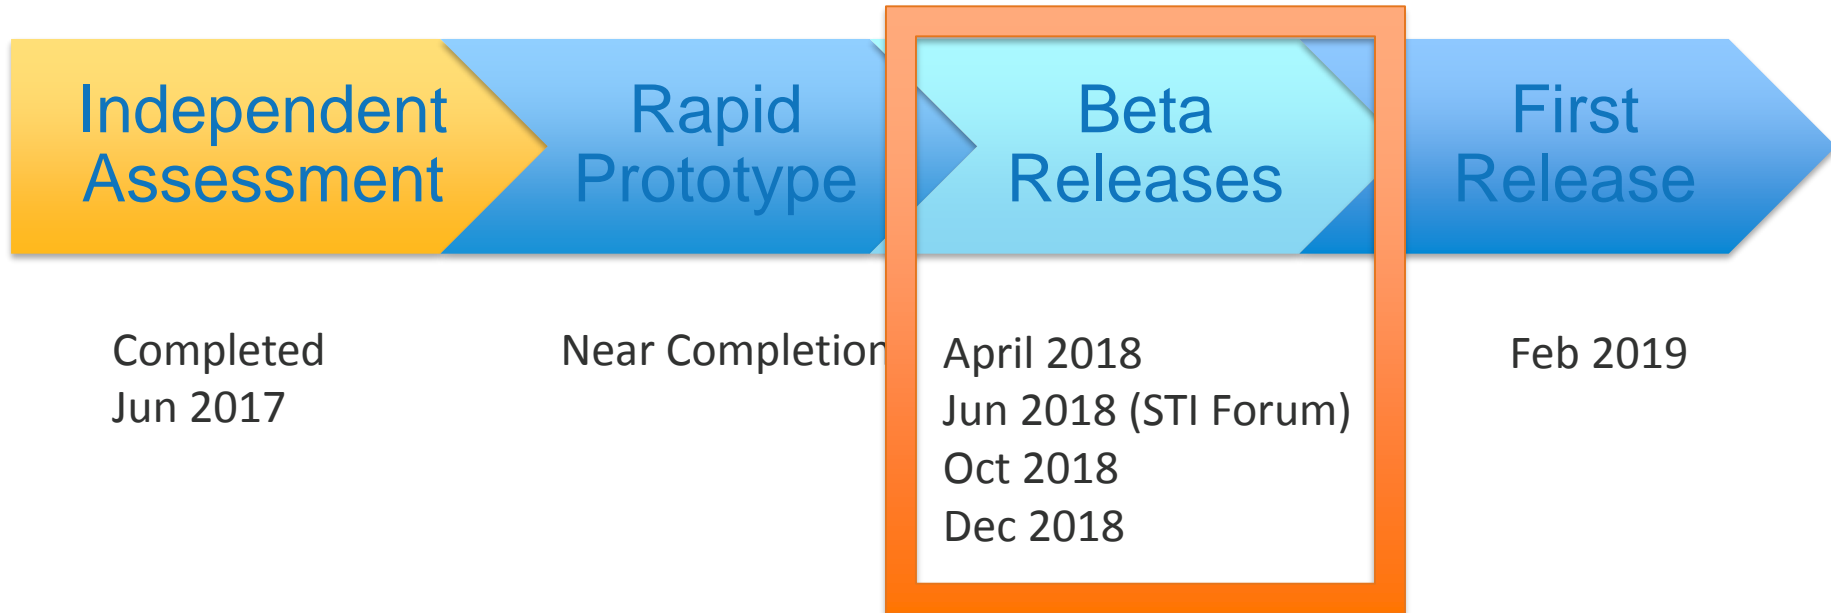 Independent
Assessment
Rapid
Prototype
Beta
Releases
First
Release
Completed
Jun 2017
Near Completion
April 2018
Jun 2018 (STI Forum)
Oct 2018
Dec 2018
Feb 2019